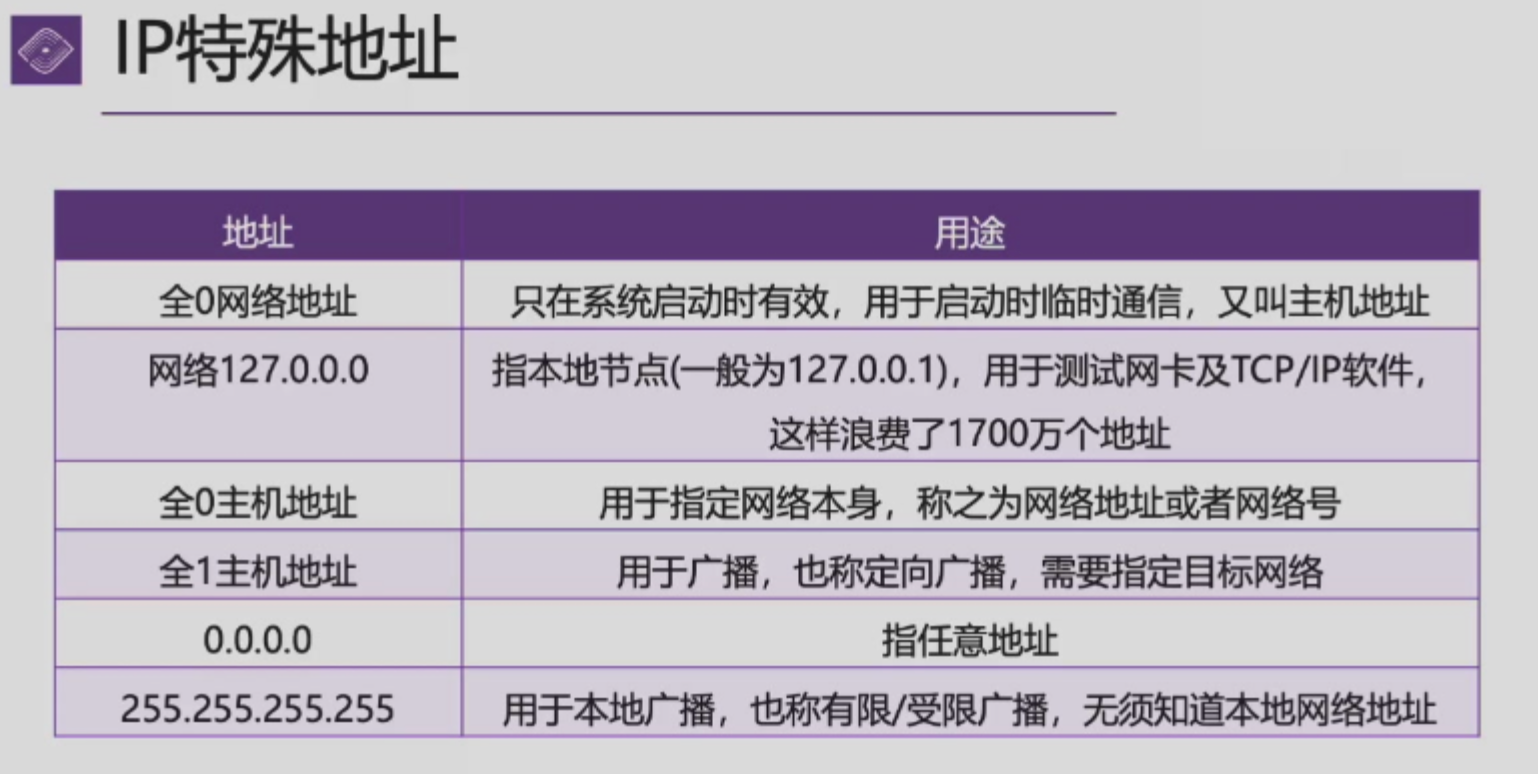 IP特殊地址
地址 用途
全0网络地址 只在系统启动时有效，用于启动时临时通信，又叫主机地址
网络127.0.0.0 指本地节点(一般为127.0.0.1)，用于测试网卡及TCP/IP软件，
这样浪费了1700万个地址
全0主机地址 用于指定网络本身，称之为网络地址或者网络号
全1主机地址 用于广播，也称定向广播，需要指定目标网络
0.0.0.0 指任意地址
255.255.255.255 用于本地广播，也称有限/受限广播，无须知道本地网络地址